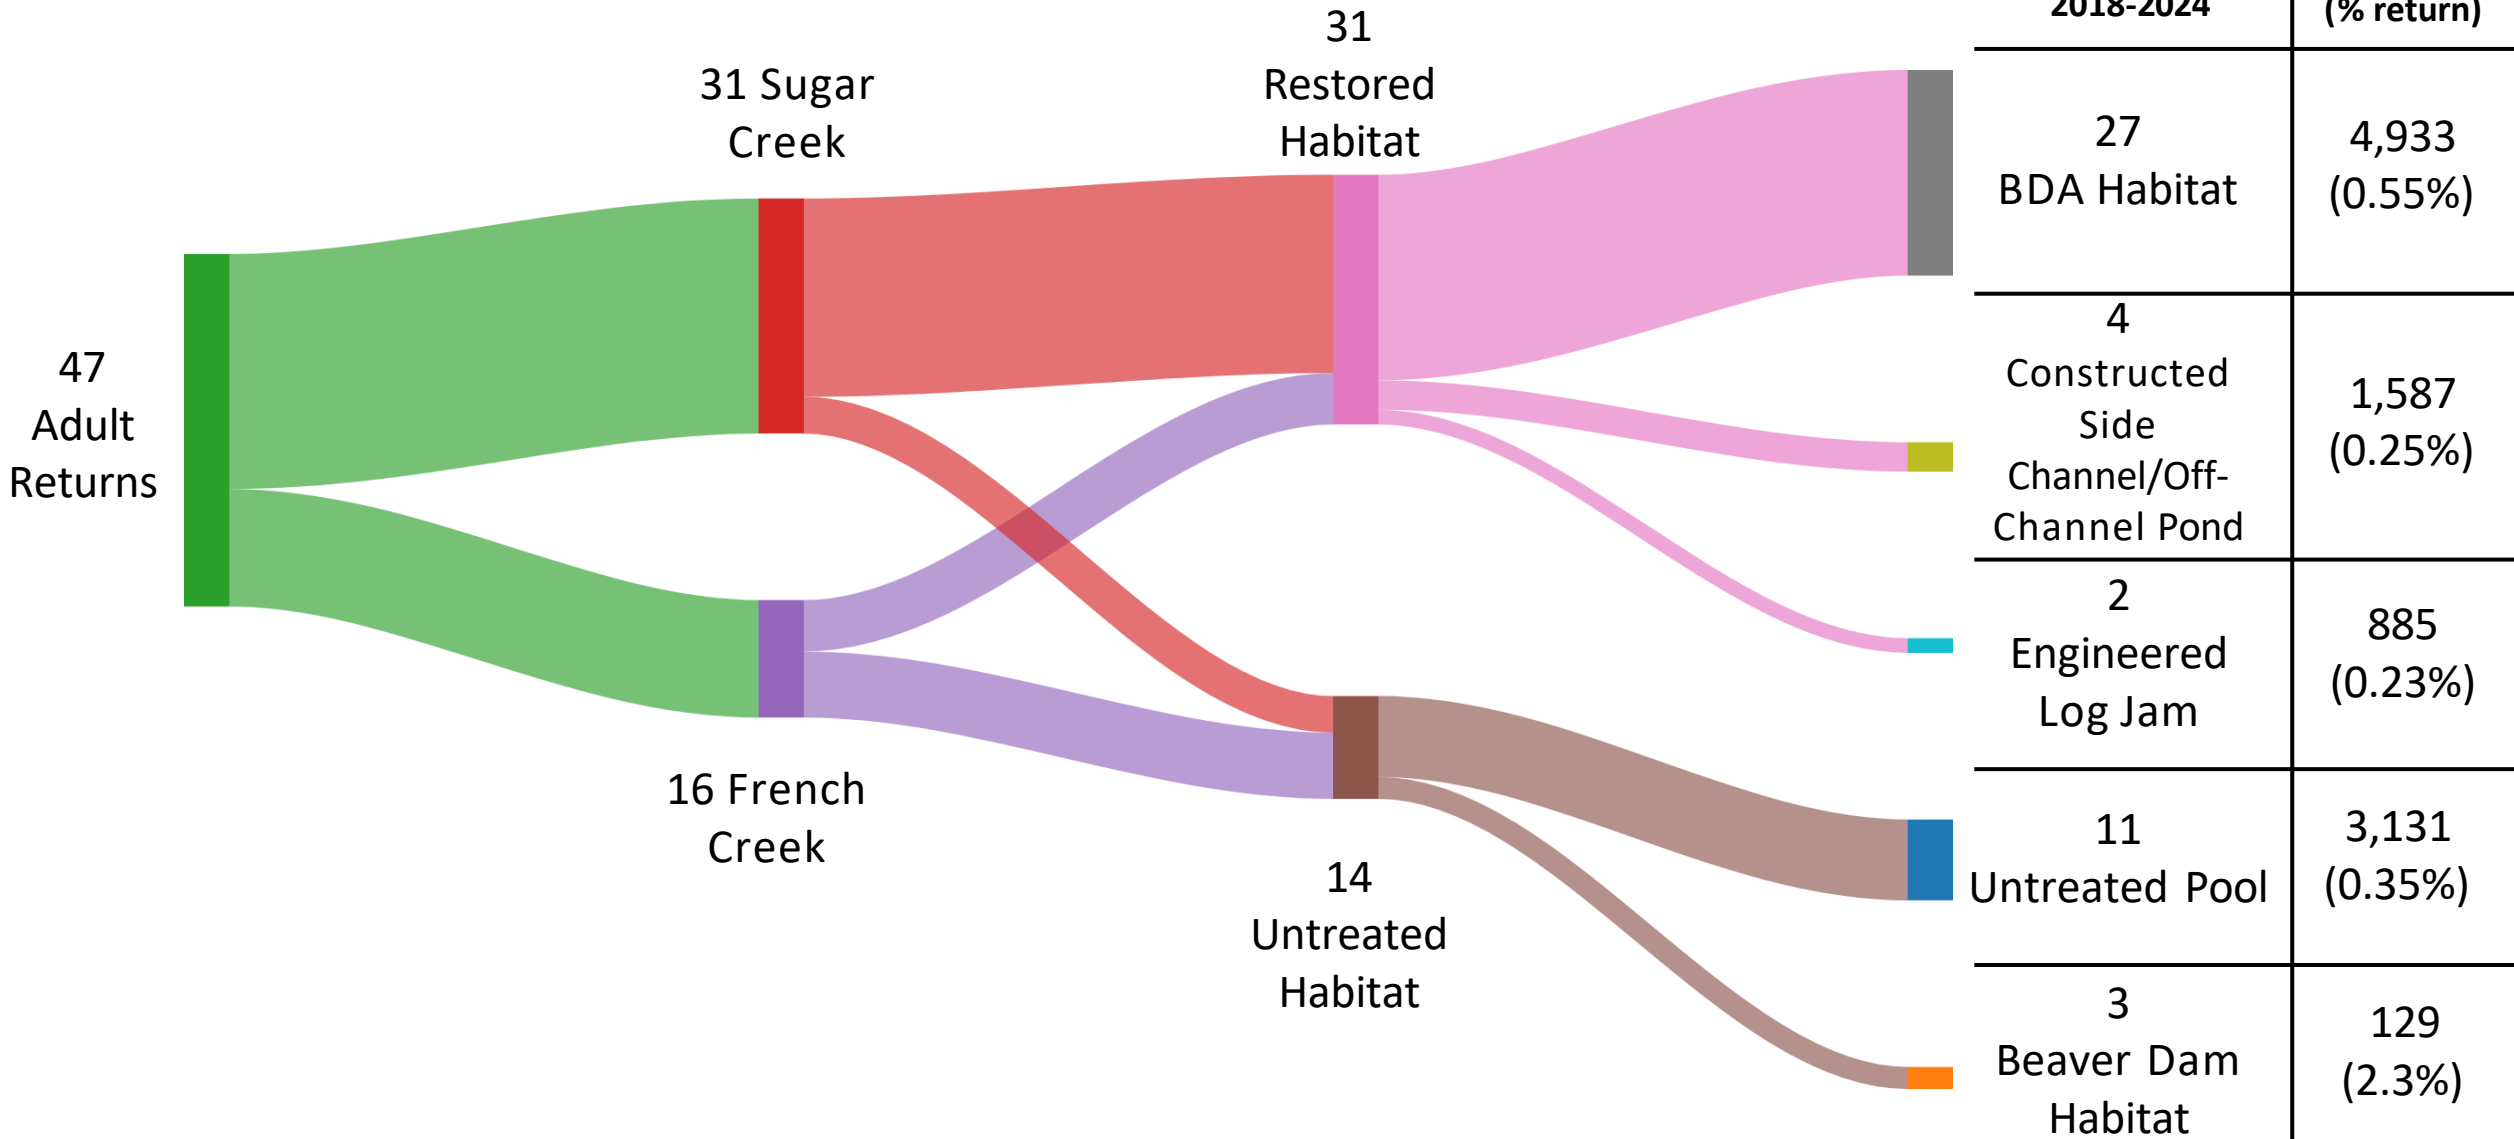 2018-2024
(% return)
31
Restored
Habitat
31 Sugar
Creek
47
Adult
Returns
16 French
Creek
14
Untreated
Habitat
27
BDA Habitat
4,933
(0.55%)
4
Constructed
Side
Channel/Off-
Channel Pond
1,587
(0.25%)
2
Engineered
Log Jam
885
(0.23%)
11
Untreated Pool
3,131
(0.35%)
3
Beaver Dam
Habitat
129
(2.3%)